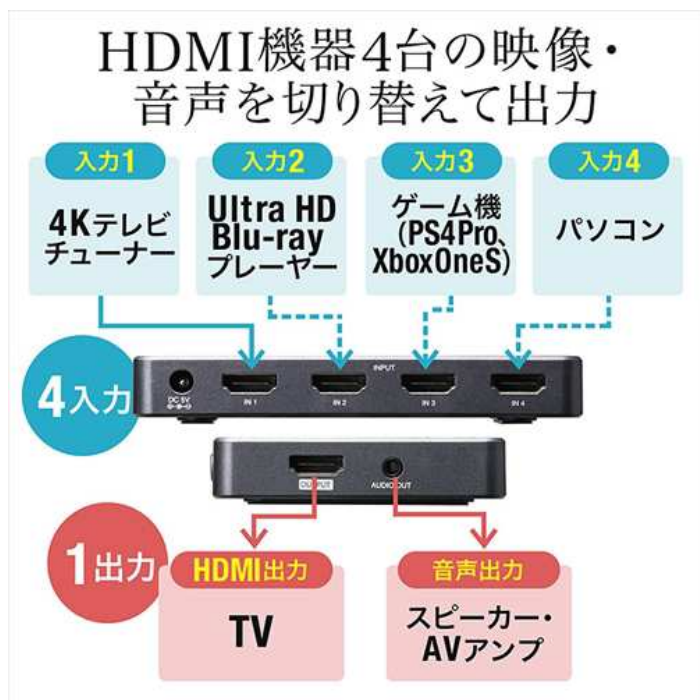 HDMI機器4台の映像・
音声を切り替えて出力
入力1
4Kテレビ
チューナー
入力2
Ultra HD
Blu-ray
プレーヤー
入力3
ゲーム機
(PS4Pro、
XboxOneS)
入力4
パソコン
4入力
INPUT
DC 5V
IN 1
IN 2
IN 3
IN 4
OUTPUT
AUDIO OUT
1出力
HDMI出力
TV
音声出力
スピーカー・
AVアンプ